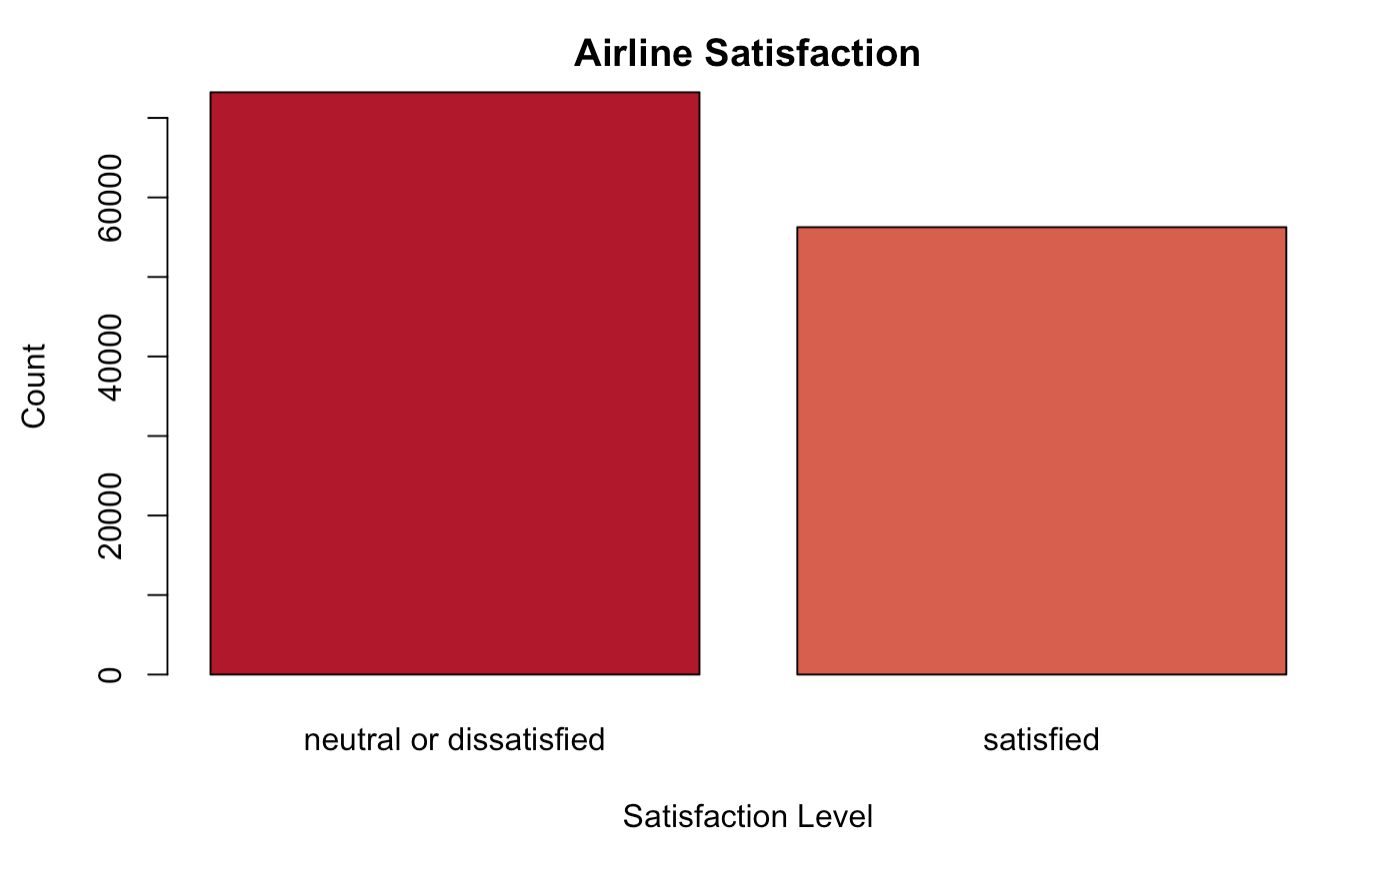 Airline Satisfaction
Count
60000
40000
20000
0
neutral or dissatisfied
satisfied
Satisfaction Level